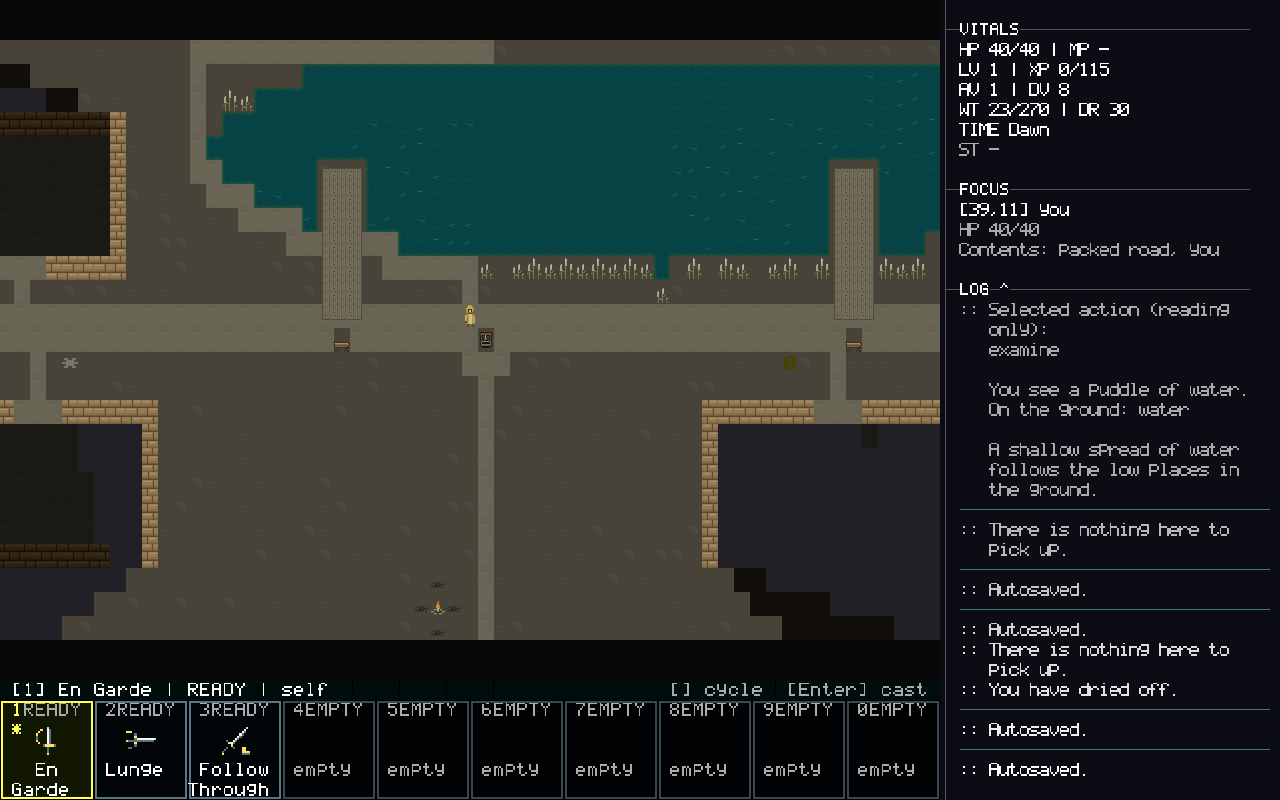 VITALS
HP 40/40 | MP -
LV 1 | XP 0/115
AV 1 | DV 8
WT 23/270 | DR 30
TIME Dawn
ST -
FOCUS
[39,11] You
HP 40/40
Contents: Packed road, you
LOG ^
:: Selected action (reading
only):
examine
You see a Puddle of water.
On the ground: water
A shallow spread of water
follows the low Places in
the ground.
:: There is nothing here to
Pick up.
:: Autosaved.
:: Autosaved.
:: There is nothing here to
Pick up.
:: You have dried off.
:: Autosaved.
:: Autosaved.
[1] En Garde | READY | self
[] cycle [Enter] cast
1READY 2READY 3READY 4EMPTY 5EMPTY 6EMPTY 7EMPTY 8EMPTY 9EMPTY 0EMPTY
*
En Garde
Lunge
Follow Through
empty empty empty empty empty empty empty